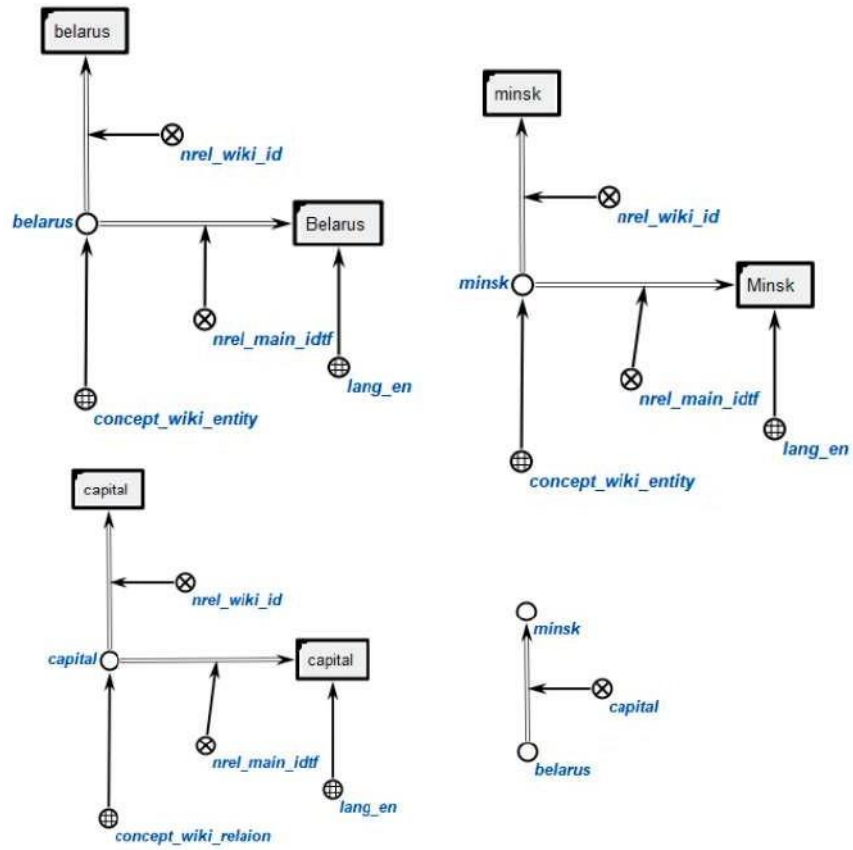 belarus
nrel_wiki_id
belarus
Belarus
nrel_main_idtf
lang_en
concept_wiki_entity
minsk
nrel_wiki_id
minsk
Minsk
nrel_main_idtf
lang_en
concept_wiki_entity
capital
nrel_wiki_id
capital
capital
nrel_main_idtf
lang_en
concept_wiki_relaion
minsk
capital
belarus